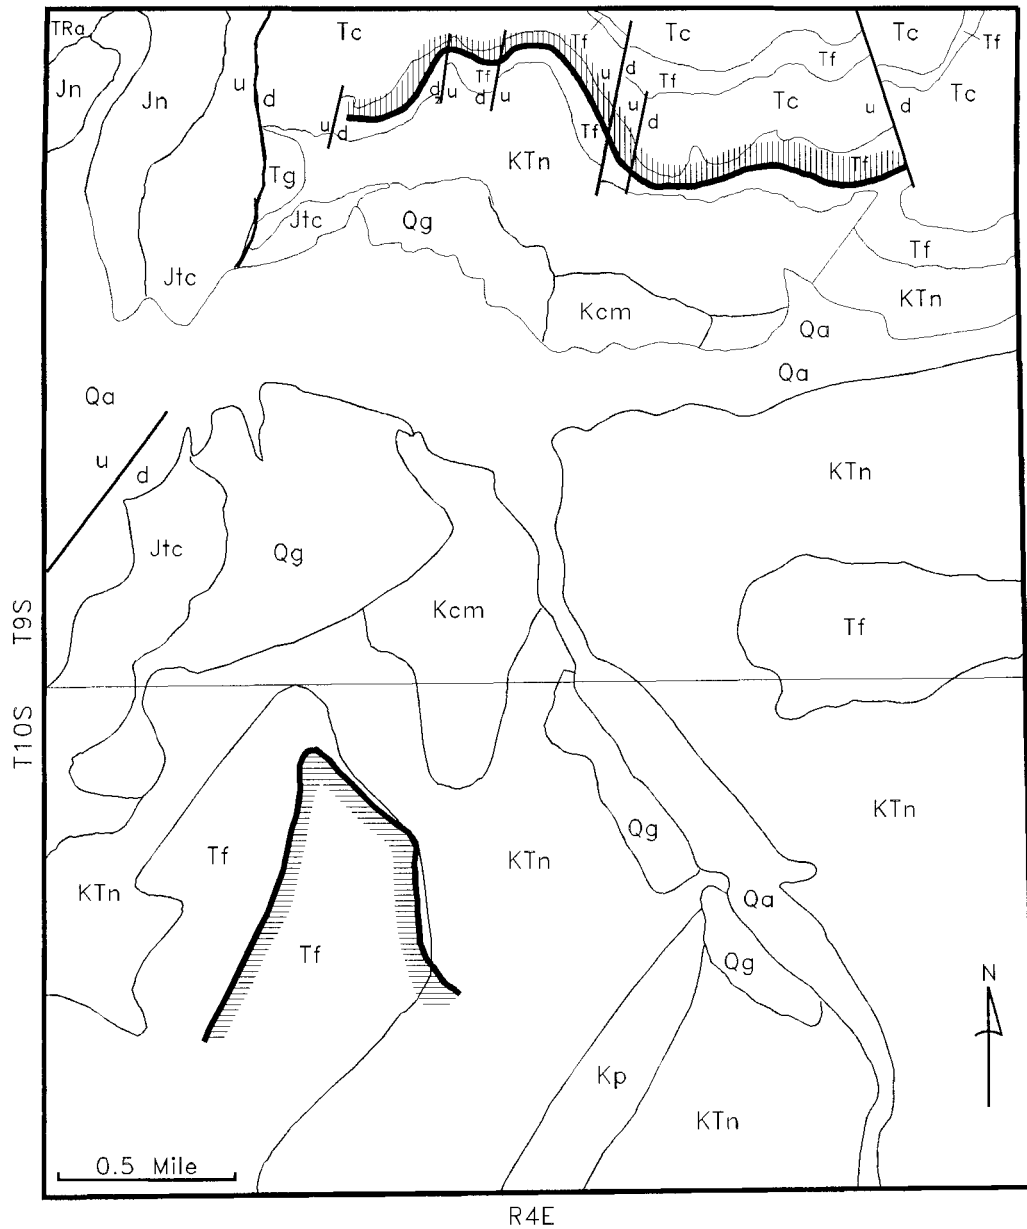 TRa Tc Tf Tc Tc Tf
Jn Jn u d Tf u d Tf Tf u d Tc
d u d u u d Tc
u d Tf Tf
KTn
Tg
Jtc Qg Tf
Jtc KTn
Kcm Qa
Qa
Qa
u d KTn
Jtc Qg
Kcm Tf
T9S
T10S
Qg KTn
Tf KTn
KTn Qa
Tf Qg
N
Kp
KTn
0.5 Mile
R4E